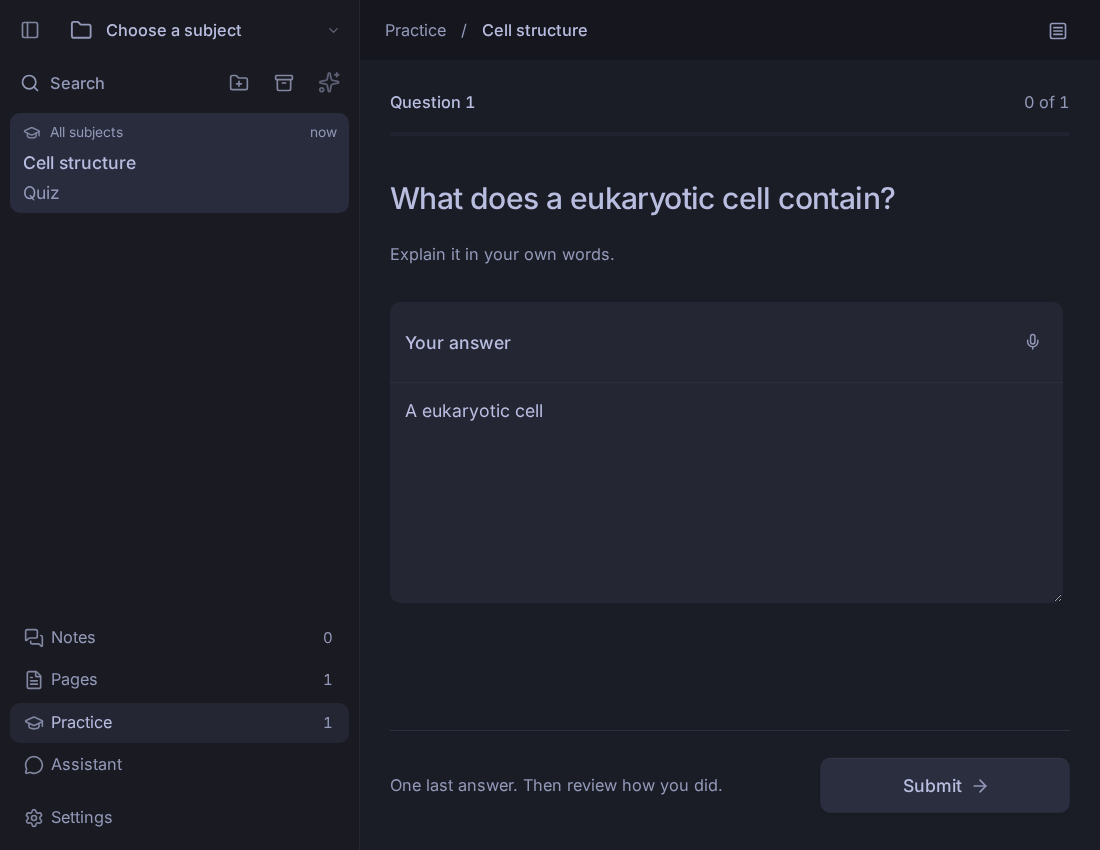 Choose a subject
Search
All subjects
now
Cell structure
Quiz
Notes
0
Pages
1
Practice
1
Assistant
Settings
Practice / Cell structure
Question 1
0 of 1
What does a eukaryotic cell contain?
Explain it in your own words.
Your answer
A eukaryotic cell
One last answer. Then review how you did.
Submit